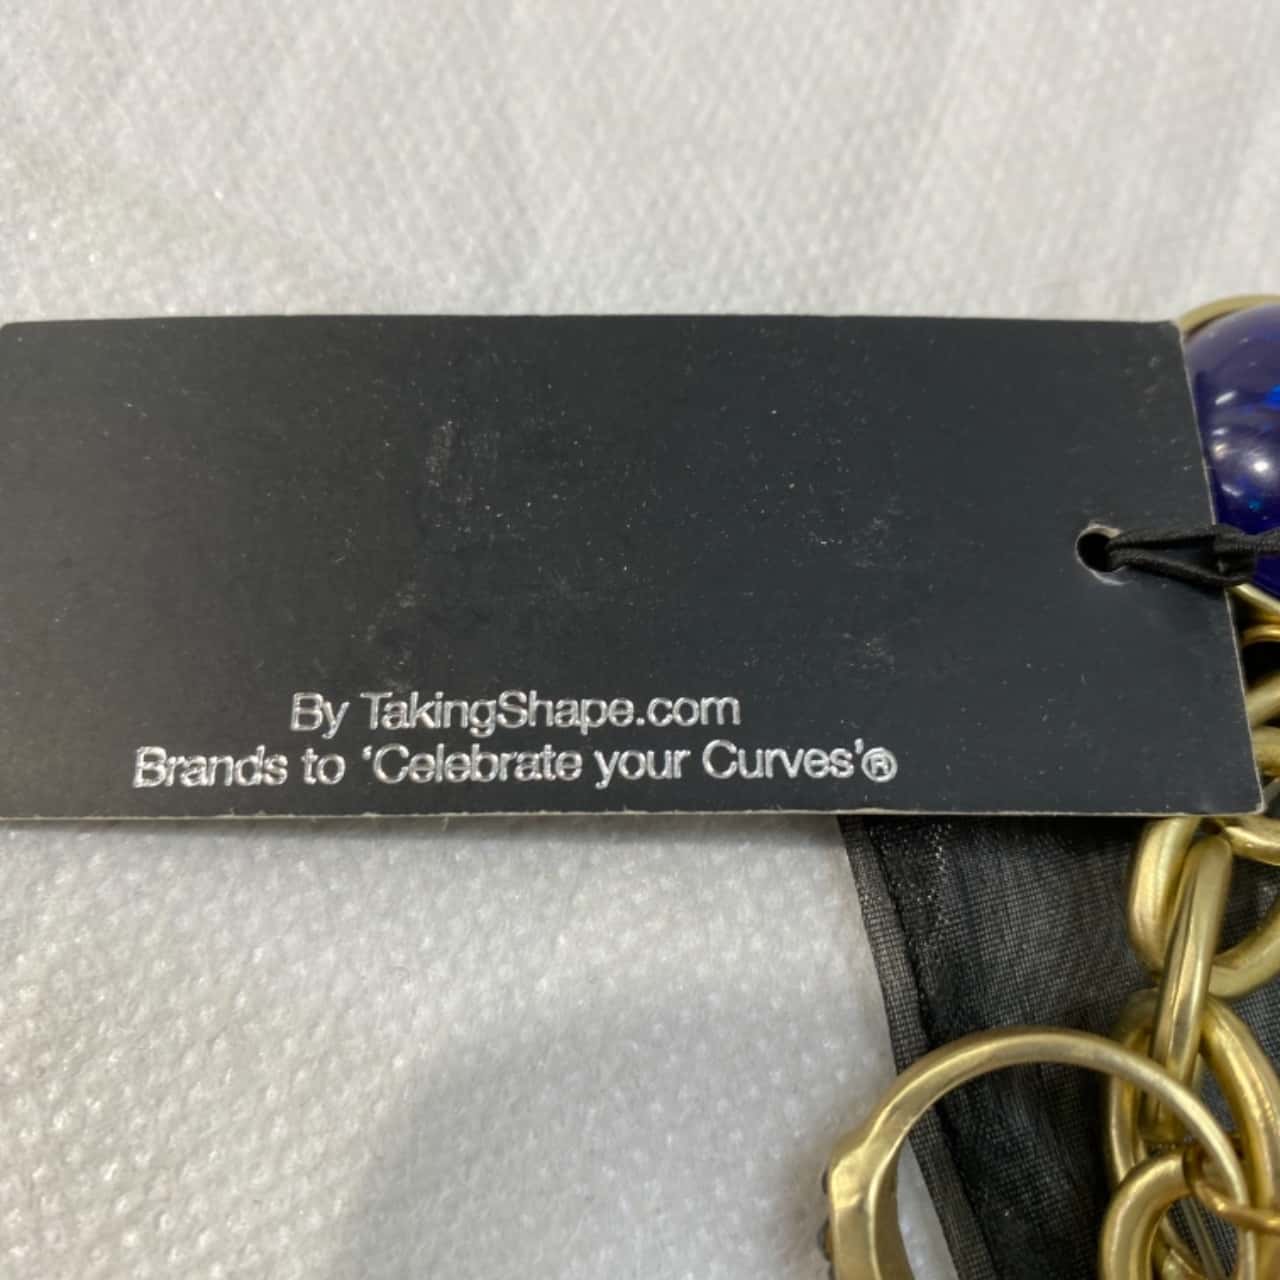 By TakingShape.com
Brands to 'Celebrate your Curves'®